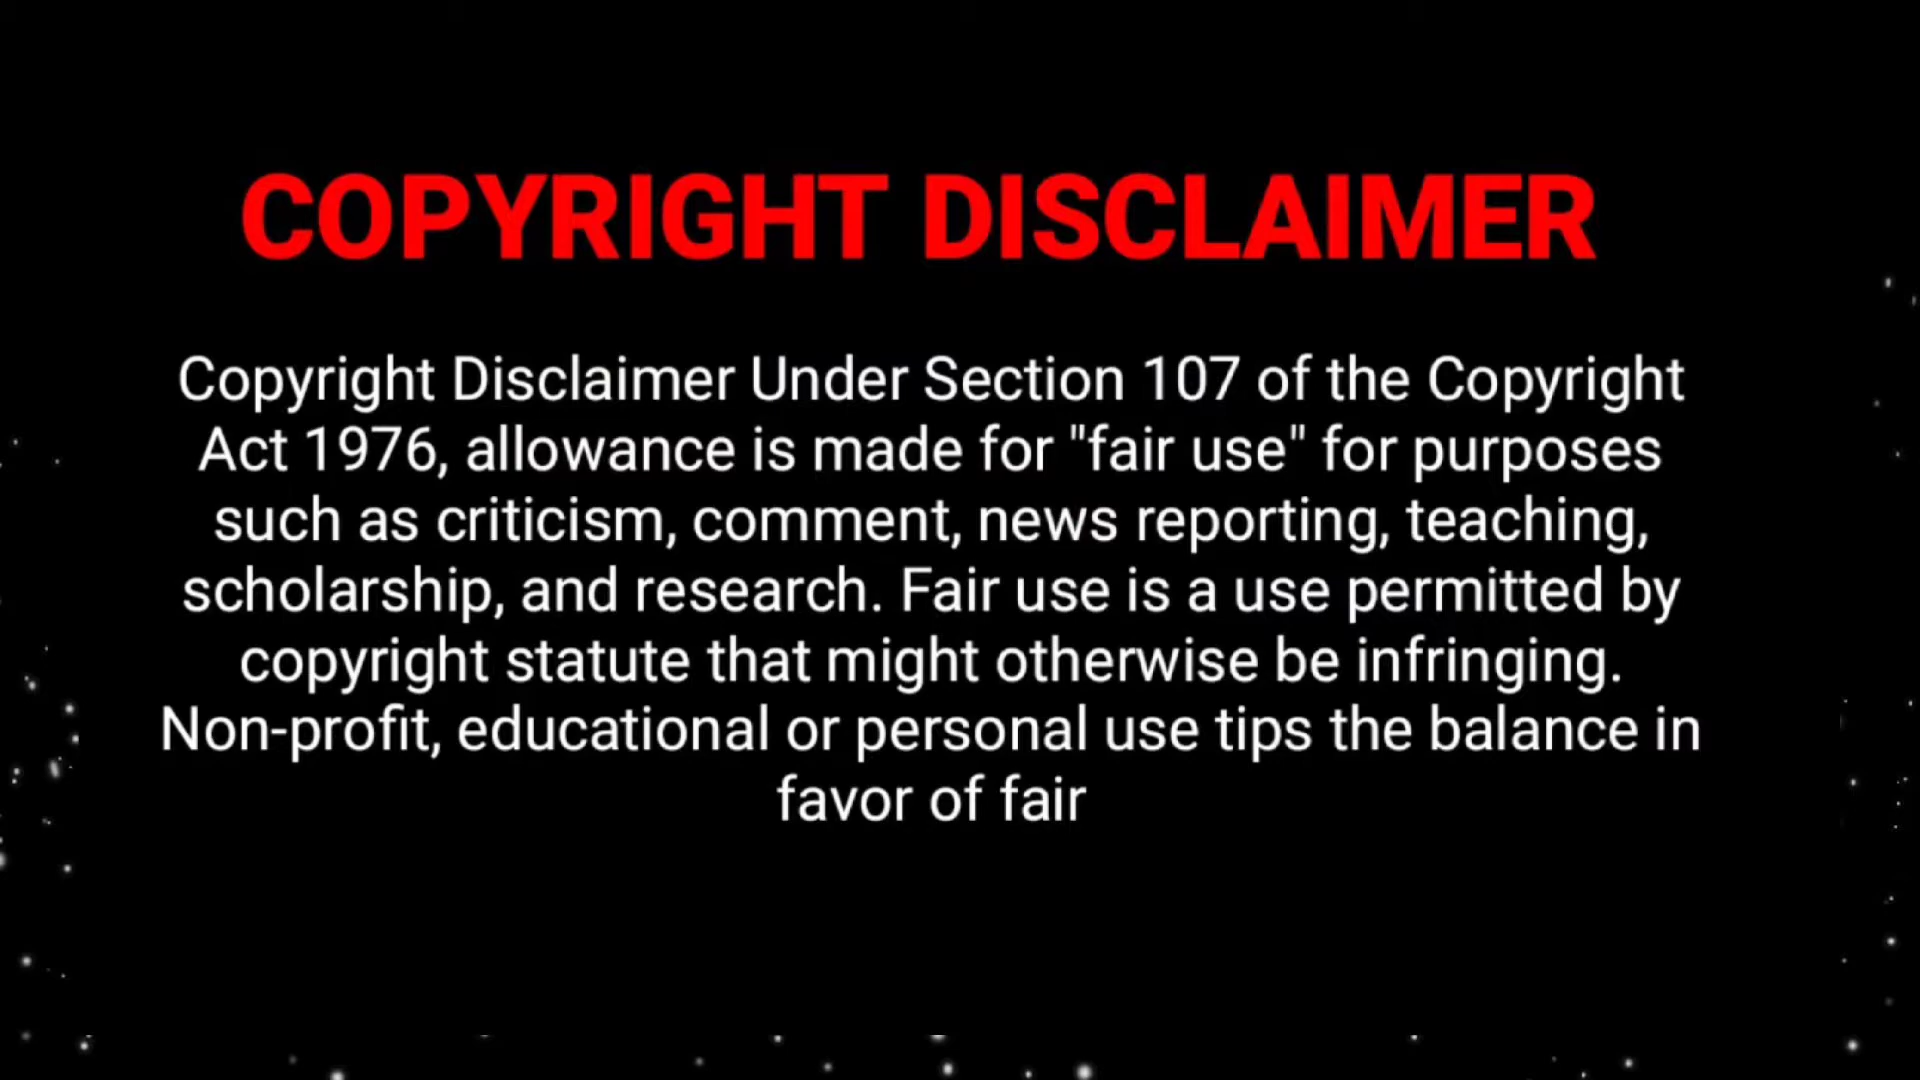 COPYRIGHT DISCLAIMER
Copyright Disclaimer Under Section 107 of the Copyright
Act 1976, allowance is made for "fair use" for purposes
such as criticism, comment, news reporting, teaching,
scholarship, and research. Fair use is a use permitted by
copyright statute that might otherwise be infringing.
Non-profit, educational or personal use tips the balance in
favor of fair